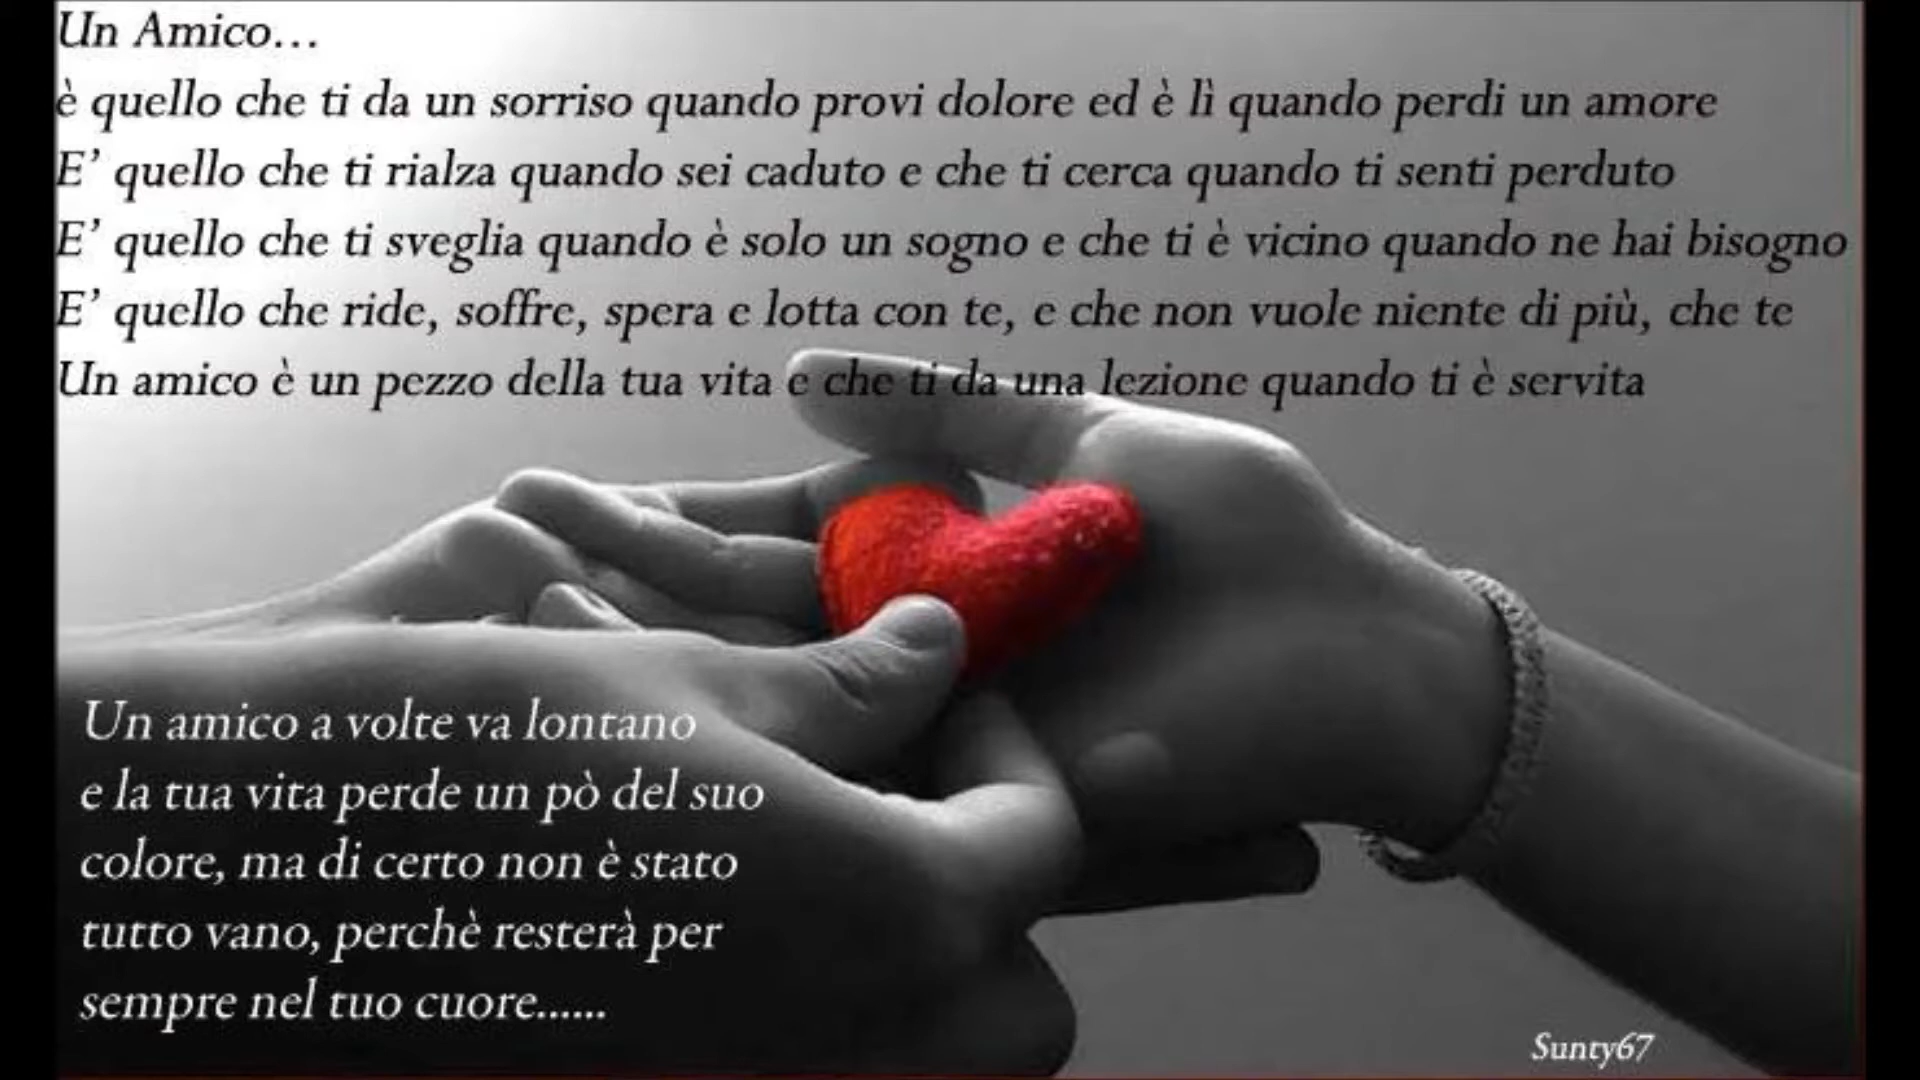 Un Amico...
è quello che ti da un sorriso quando provi dolore ed è lì quando perdi un amore
E' quello che ti rialza quando sei caduto e che ti cerca quando ti senti perduto
E' quello che ti sveglia quando è solo un sogno e che ti è vicino quando ne hai bisogno
E' quello che ride, soffre, spera e lotta con te, e che non vuole niente di più, che te
Un amico è un pezzo della tua vita e che ti da una lezione quando ti è servita
Un amico a volte va lontano
e la tua vita perde un pò del suo
colore, ma di certo non è stato
tutto vano, perchè resterà per
sempre nel tuo cuore......
Sunty67